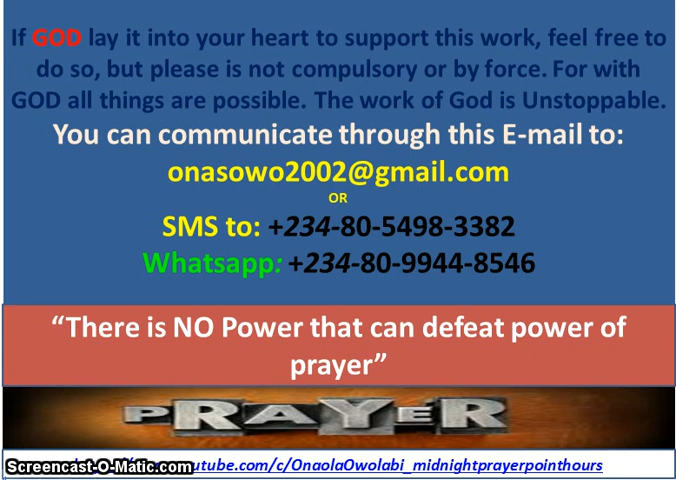 If GOD lay it into your heart to support this work, feel free to
do so, but please is not compulsory or by force. For with
GOD all things are possible. The work of God is Unstoppable.
You can communicate through this E-mail to:
onasowo2002@gmail.com
OR
SMS to: +234-80-5498-3382
Whatsapp: +234-80-9944-8546
“There is NO Power that can defeat power of
prayer”
PRAYER
Screencast-O-Matic.com utube.com/c/OnaolaOwolabi_midnightprayerpointhours